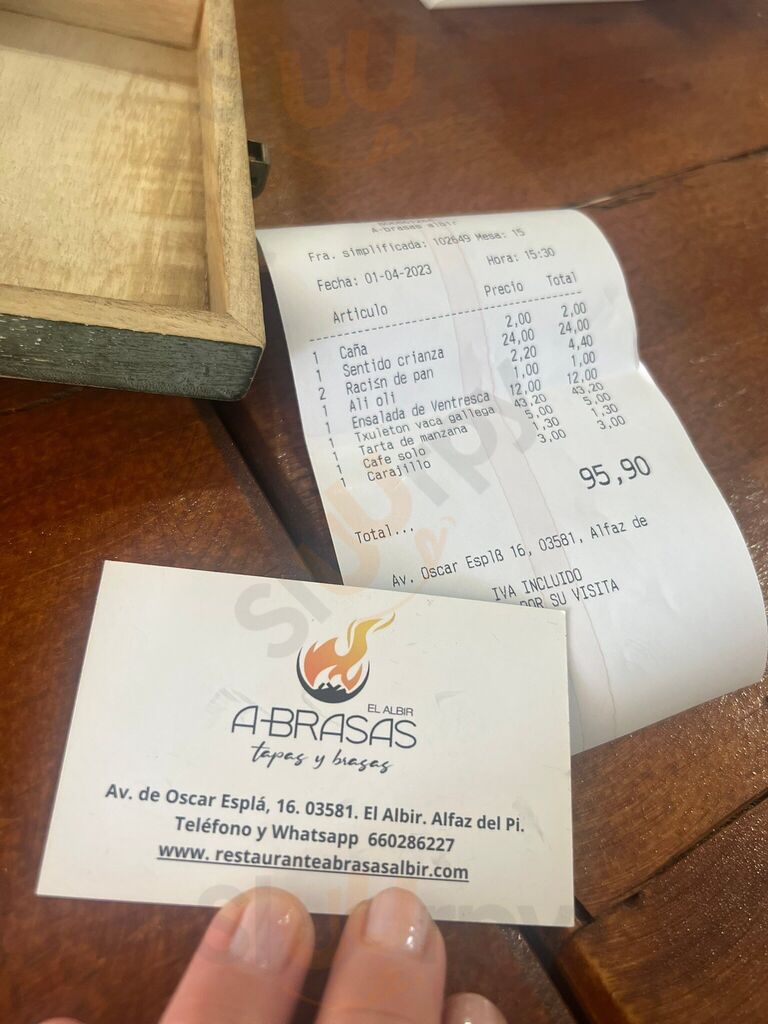 A-brasas albir
Fra. simplificada: 102649 Mesa: 15
Fecha: 01-04-2023 Hora: 15:30
Articulo Precio Total
1 Caña 2,00 2,00
1 Sentido crianza 24,00 24,00
2 Racisn de pan 2,20 4,40
1 Ali oli 1,00 1,00
1 Ensalada de Ventresca 12,00 12,00
1 Txuleton vaca gallega 43,20 43,20
1 Tarta de manzana 5,00 5,00
1 Cafe solo 1,30 1,30
1 Carajillo 3,00 3,00
95,90
Total...
Av. Oscar Esplß 16, 03581, Alfaz de
IVA INCLUIDO
POR SU VISITA
EL ALBIR
A-BRASAS
tapas y brasas
Av. de Oscar Esplá, 16. 03581. El Albir. Alfaz del Pi.
Teléfono y Whatsapp 660286227
www. restauranteabrasasalbir.com